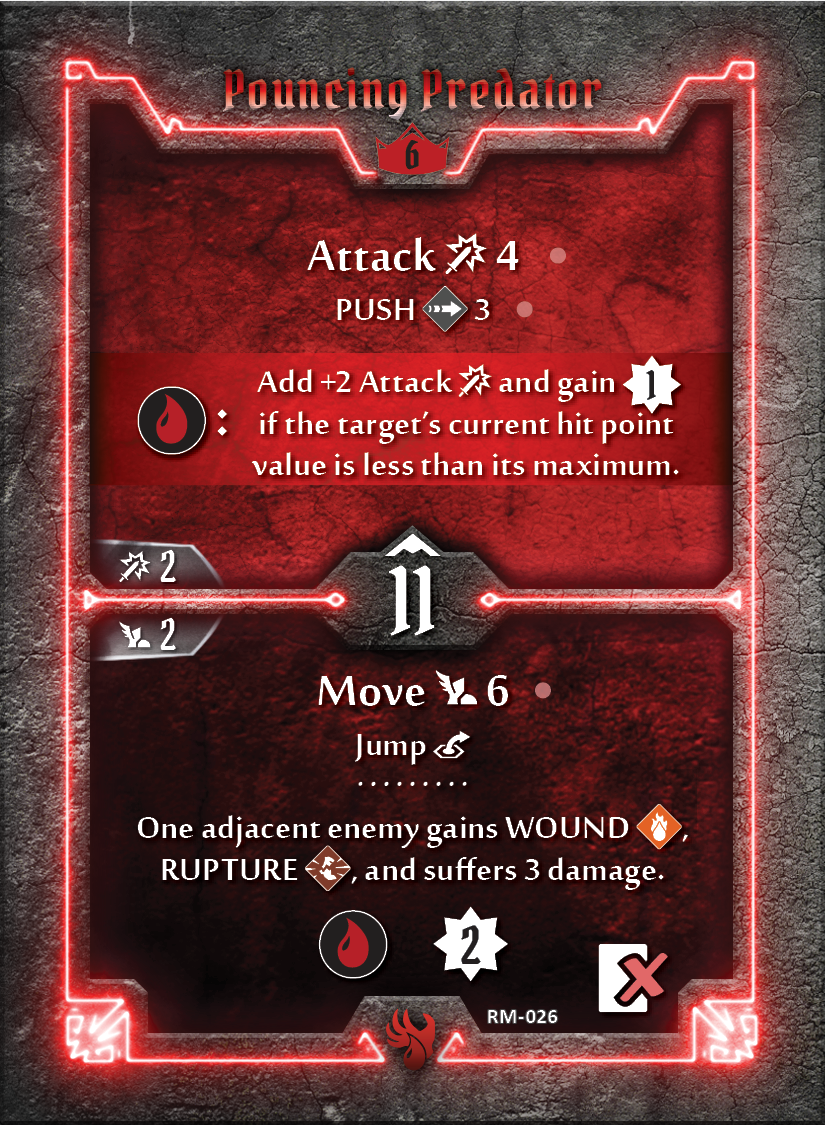 Pouncing Predator
6
Attack 4
PUSH 3
Add +2 Attack and gain 1
: if the target's current hit point
value is less than its maximum.
2
11
2
Move 6
Jump
One adjacent enemy gains WOUND ,
RUPTURE , and suffers 3 damage.
2
RM-026